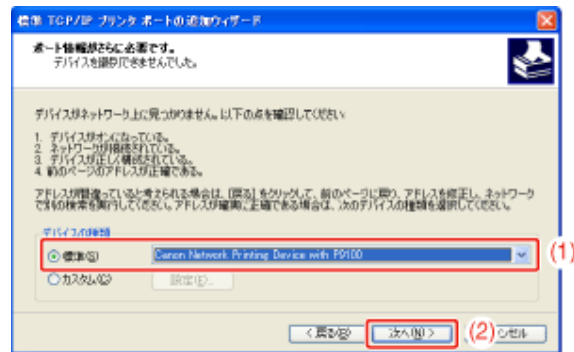 標準 TCP/IP プリンタ ポートの追加ウィザード
ポート情報がさらに必要です。
デバイスを識別できませんでした。
デバイスがネットワーク上に見つかりません。以下の点を確認してください:
1. デバイスがオンになっている。
2. ネットワークが接続されている。
3. デバイスが正しく構成されている。
4. 前のページのアドレスが正確である。
アドレスが間違っていると考えられる場合は、[戻る] をクリックして、前のページに戻り、アドレスを修正し、ネットワーク
で別の検索を実行してください。アドレスが確実に正確である場合は、次のデバイスの種類を選択してください。
デバイスの種類
標準(S)
Canon Network Printing Device with P9100
(1)
カスタム(C)
設定(E)...
< 戻る(B)
次へ(N) >
(2)
ンセル